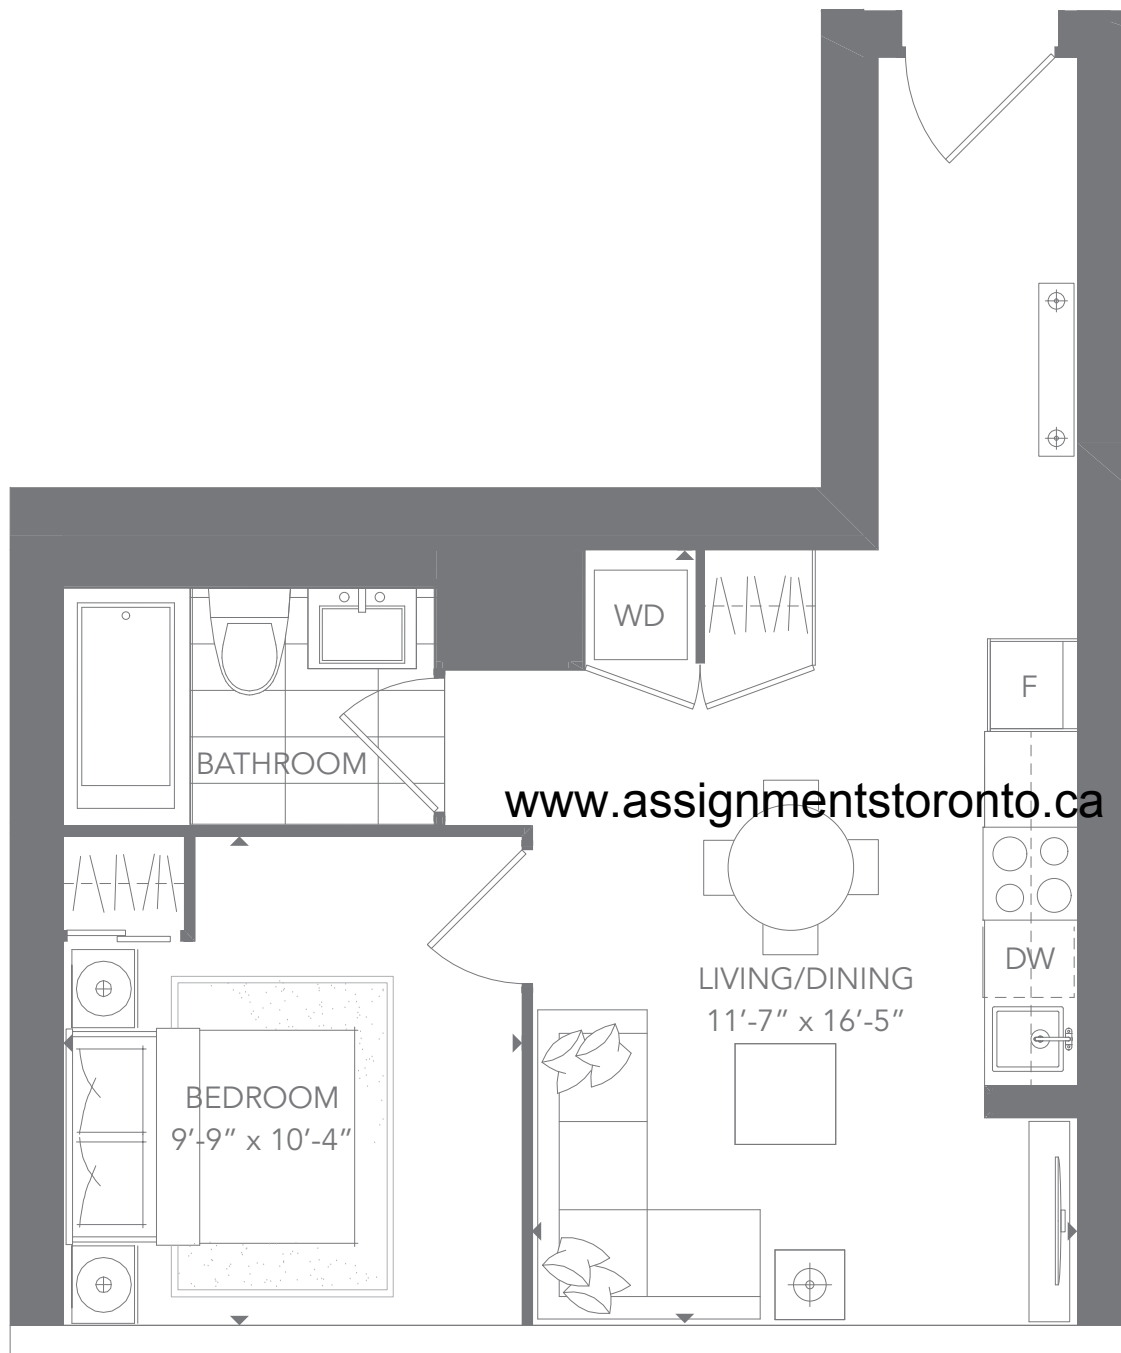 WD
F
BATHROOM
www.assignmentstoronto.ca
DW
LIVING/DINING
11’-7” x 16’-5”
BEDROOM
9’-9” x 10’-4”